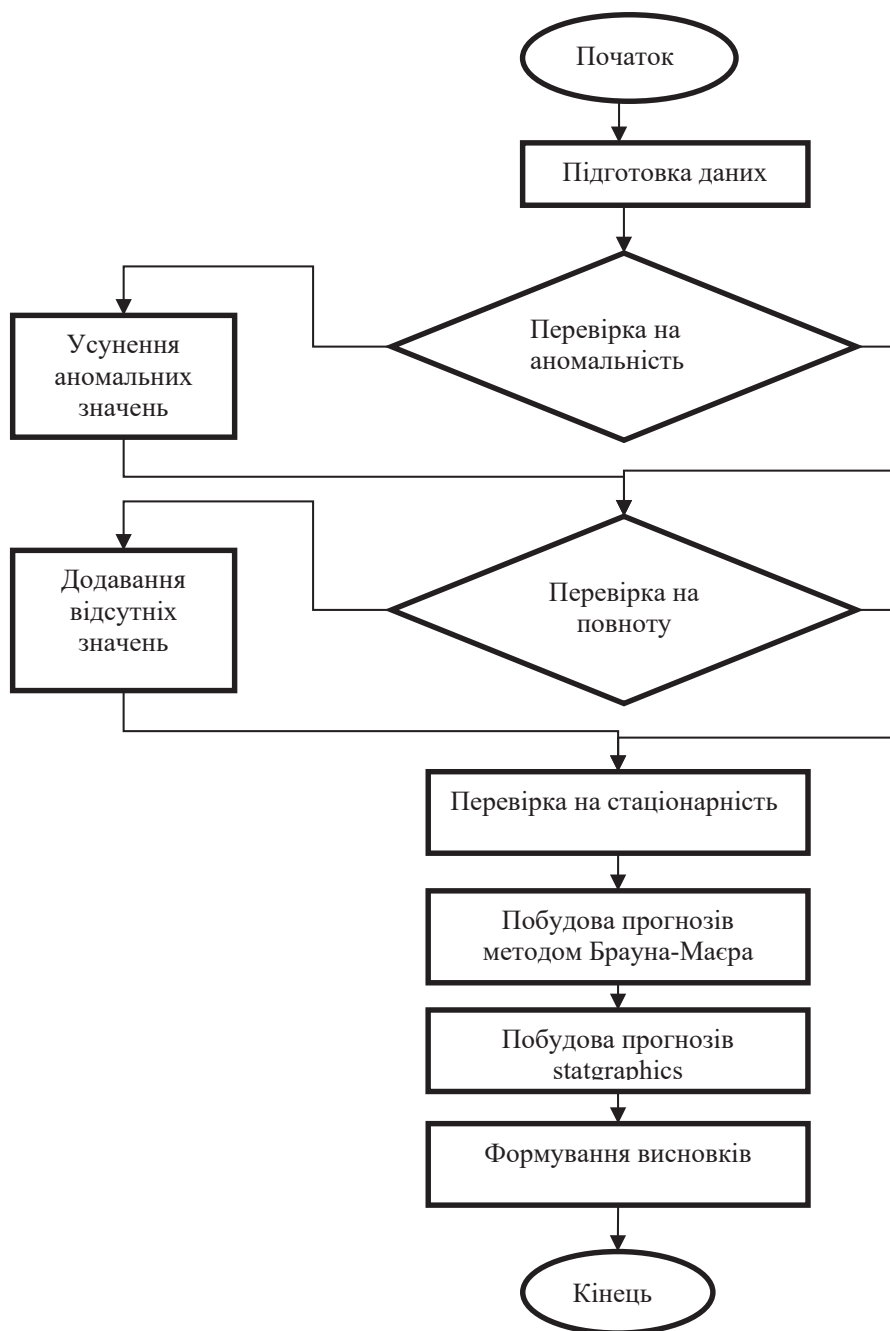 Початок
Підготовка даних
Перевірка на
аномальність
Усунення
аномальних
значень
Перевірка на
повноту
Додавання
відсутніх
значень
Перевірка на стаціонарність
Побудова прогнозів
методом Брауна-Маєра
Побудова прогнозів
statgraphics
Формування висновків
Кінець